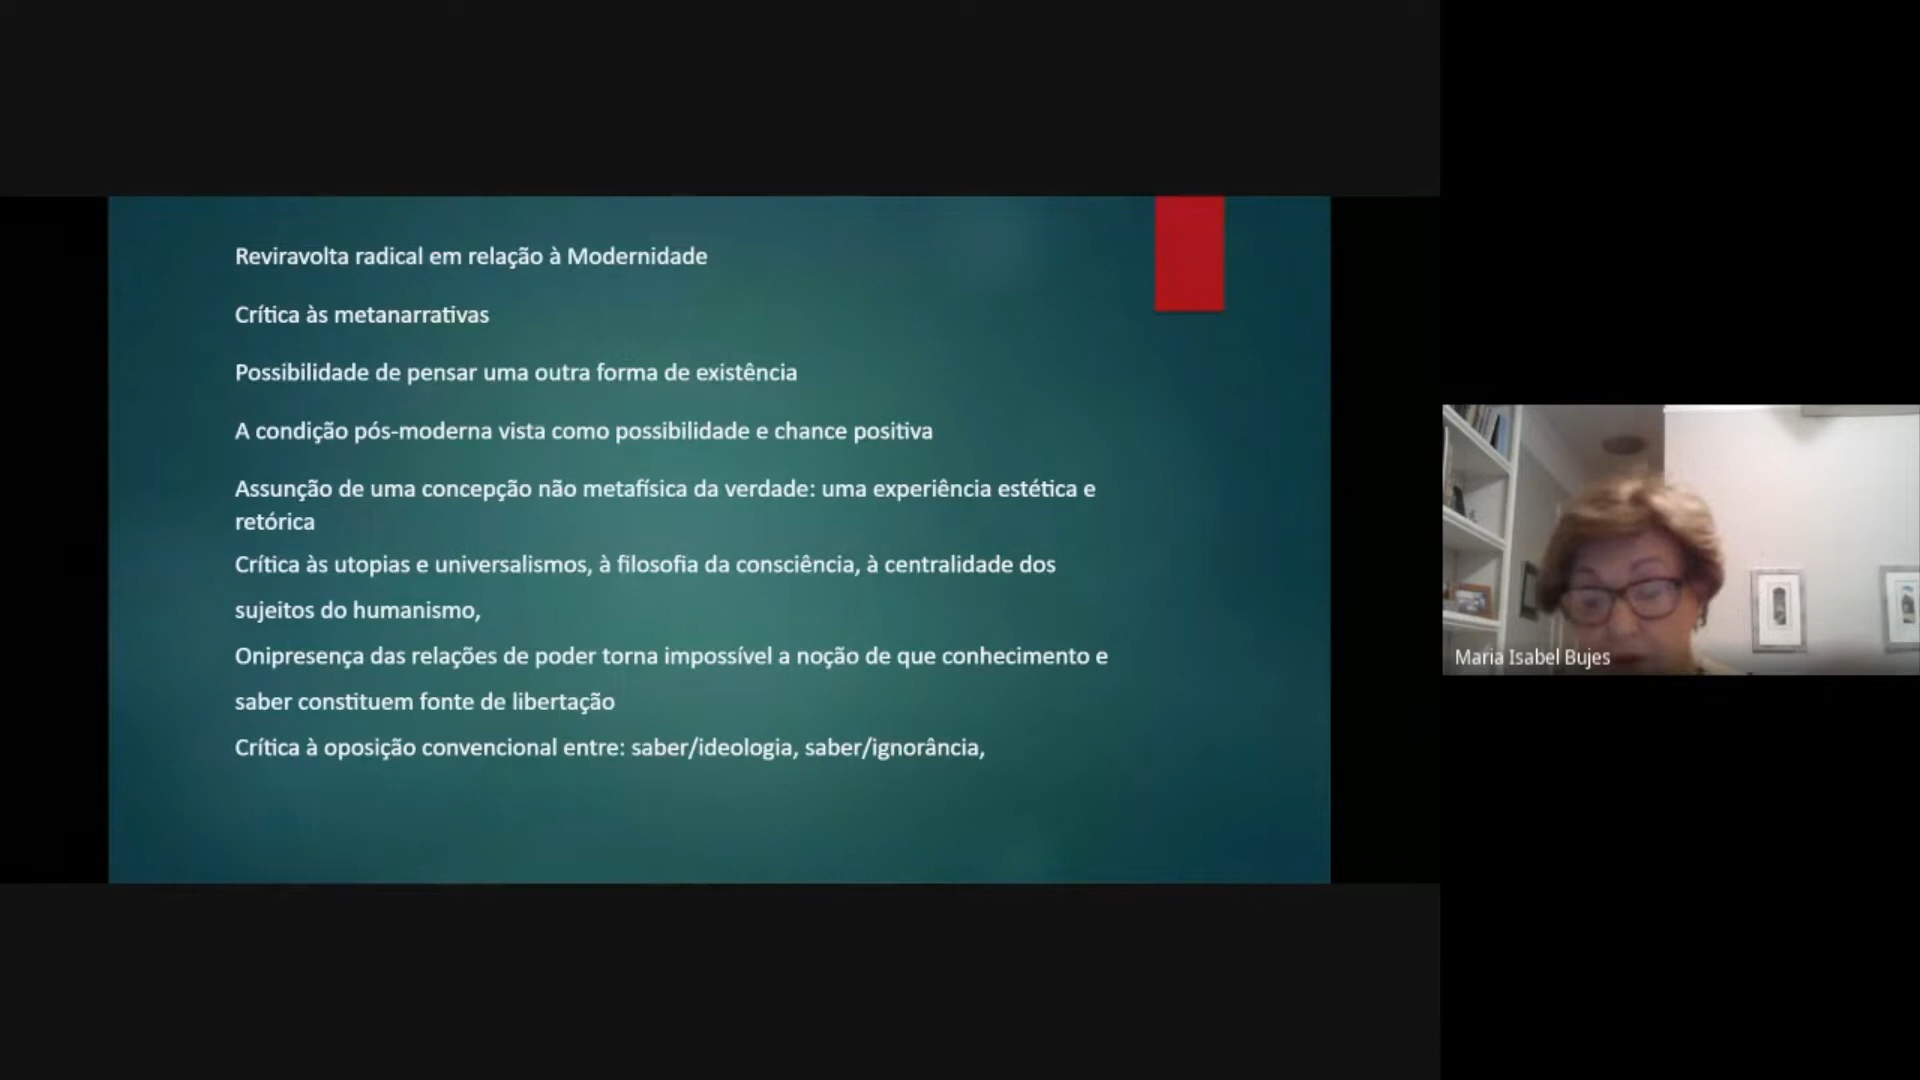 Reviravolta radical em relação à Modernidade
Crítica às metanarrativas
Possibilidade de pensar uma outra forma de existência
A condição pós-moderna vista como possibilidade e chance positiva
Assunção de uma concepção não metafísica da verdade: uma experiência estética e
retórica
Crítica às utopias e universalismos, à filosofia da consciência, à centralidade dos
sujeitos do humanismo,
Onipresença das relações de poder torna impossível a noção de que conhecimento e
saber constituem fonte de libertação
Crítica à oposição convencional entre: saber/ideologia, saber/ignorância,
Maria Isabel Bujes